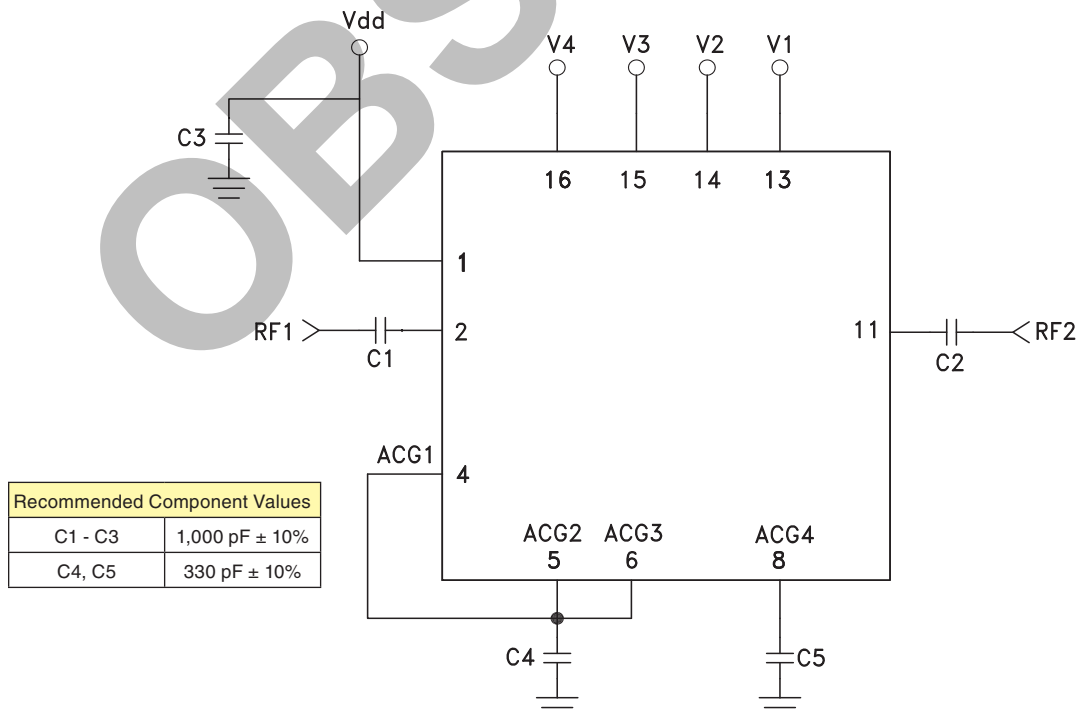 OBS
Vdd
V4 V3 V2 V1
C3
16 15 14 13
1
RF1 C1 2
11 C2 RF2
ACG1
4
Recommended Component Values
C1 - C3 1,000 pF ± 10%
C4, C5 330 pF ± 10%
ACG2 ACG3 ACG4
5 6 8
C4 C5